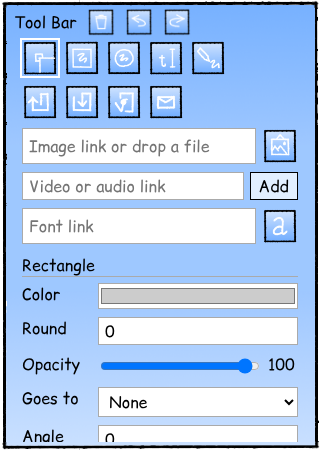 Tool Bar
t
Image link or drop a file
Video or audio link
Add
Font link
a
Rectangle
Color
Round
0
Opacity
100
Goes to
None
Angle
0